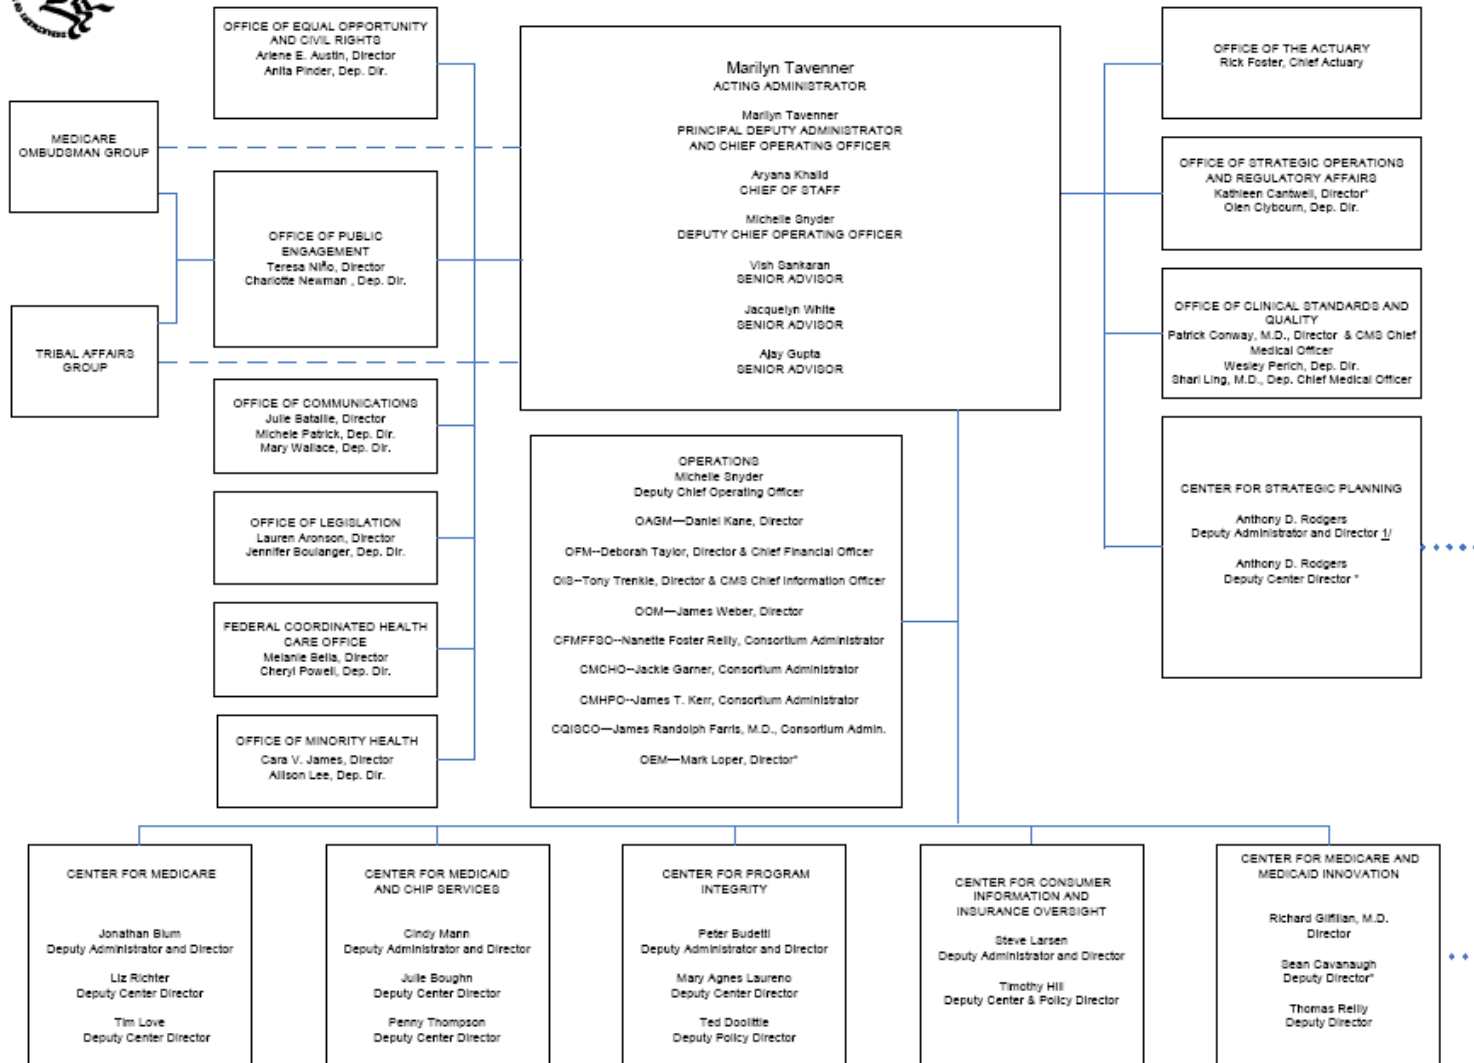 OFFICE OF EQUAL OPPORTUNITY
AND CIVIL RIGHTS
Arlene E. Austin, Director
Anita Pinder, Dep. Dir.
MEDICARE
OMBUDSMAN GROUP
OFFICE OF PUBLIC
ENGAGEMENT
Teresa Niño, Director
Charlotte Newman , Dep. Dir.
TRIBAL AFFAIRS
GROUP
OFFICE OF COMMUNICATIONS
Julie Bataille, Director
Michele Patrick, Dep. Dir.
Mary Wallace, Dep. Dir.
OFFICE OF LEGISLATION
Lauren Aronson, Director
Jennifer Boulanger, Dep. Dir.
FEDERAL COORDINATED HEALTH
CARE OFFICE
Melanie Bella, Director
Cheryl Powell, Dep. Dir.
OFFICE OF MINORITY HEALTH
Cara V. James, Director
Allison Lee, Dep. Dir.
Marilyn Tavenner
ACTING ADMINISTRATOR
Marilyn Tavenner
PRINCIPAL DEPUTY ADMINISTRATOR
AND CHIEF OPERATING OFFICER
Aryana Khalid
CHIEF OF STAFF
Michelle Snyder
DEPUTY CHIEF OPERATING OFFICER
Vish Sankaran
SENIOR ADVISOR
Jacquelyn White
SENIOR ADVISOR
Ajay Gupta
SENIOR ADVISOR
OPERATIONS
Michelle Snyder
Deputy Chief Operating Officer
OAGM—Daniel Kane, Director
OFM--Deborah Taylor, Director & Chief Financial Officer
OIS--Tony Trenkle, Director & CMS Chief Information Officer
OOM—James Weber, Director
CFMFFSO--Nanette Foster Reilly, Consortium Administrator
CMCHO--Jackie Garner, Consortium Administrator
CMHPO--James T. Kerr, Consortium Administrator
CQISCO—James Randolph Farris, M.D., Consortium Admin.
OEM—Mark Loper, Director*
OFFICE OF THE ACTUARY
Rick Foster, Chief Actuary
OFFICE OF STRATEGIC OPERATIONS
AND REGULATORY AFFAIRS
Kathleen Cantwell, Director*
Olen Clybourn, Dep. Dir.
OFFICE OF CLINICAL STANDARDS AND
QUALITY
Patrick Conway, M.D., Director & CMS Chief
Medical Officer
Wesley Perich, Dep. Dir.
Shari Ling, M.D., Dep. Chief Medical Officer
CENTER FOR STRATEGIC PLANNING
Anthony D. Rodgers
Deputy Administrator and Director 1/
Anthony D. Rodgers
Deputy Center Director *
CENTER FOR MEDICARE
Jonathan Blum
Deputy Administrator and Director
Liz Richter
Deputy Center Director
Tim Love
Deputy Center Director
CENTER FOR MEDICAID
AND CHIP SERVICES
Cindy Mann
Deputy Administrator and Director
Julie Boughn
Deputy Center Director
Penny Thompson
Deputy Center Director
CENTER FOR PROGRAM
INTEGRITY
Peter Budetti
Deputy Administrator and Director
Mary Agnes Laureno
Deputy Center Director
Ted Doolittle
Deputy Policy Director
CENTER FOR CONSUMER
INFORMATION AND
INSURANCE OVERSIGHT
Steve Larsen
Deputy Administrator and Director
Timothy Hill
Deputy Center & Policy Director
CENTER FOR MEDICARE AND
MEDICAID INNOVATION
Richard Gilfillan, M.D.
Director
Sean Cavanaugh
Deputy Director*
Thomas Reilly
Deputy Director